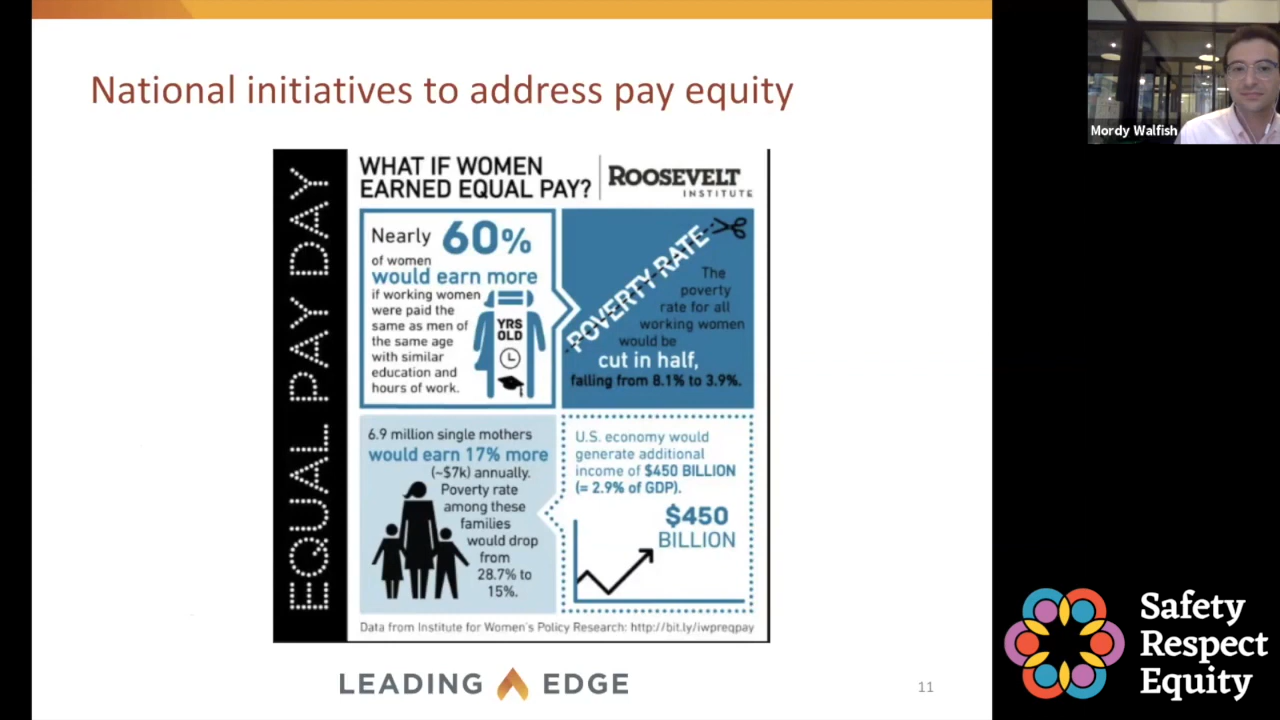 National initiatives to address pay equity
Mordy Walfish
EQUAL PAY DAY
WHAT IF WOMEN
EARNED EQUAL PAY?
ROOSEVELT
INSTITUTE
Nearly 60%
of women
would earn more
if working women
were paid the
same as men of
the same age
with similar
education and
hours of work.
YRS
OLD
POVERTY RATE
The
poverty
rate for all
working women
would be
cut in half,
falling from 8.1% to 3.9%.
6.9 million single mothers
would earn 17% more
(~$7k) annually.
Poverty rate
among these
families
would drop
from
28.7% to
15%.
U.S. economy would
generate additional
income of $450 BILLION
(= 2.9% of GDP).
$450
BILLION
Data from Institute for Women's Policy Research: http://bit.ly/iwpreqpay
LEADING EDGE
11
Safety
Respect
Equity